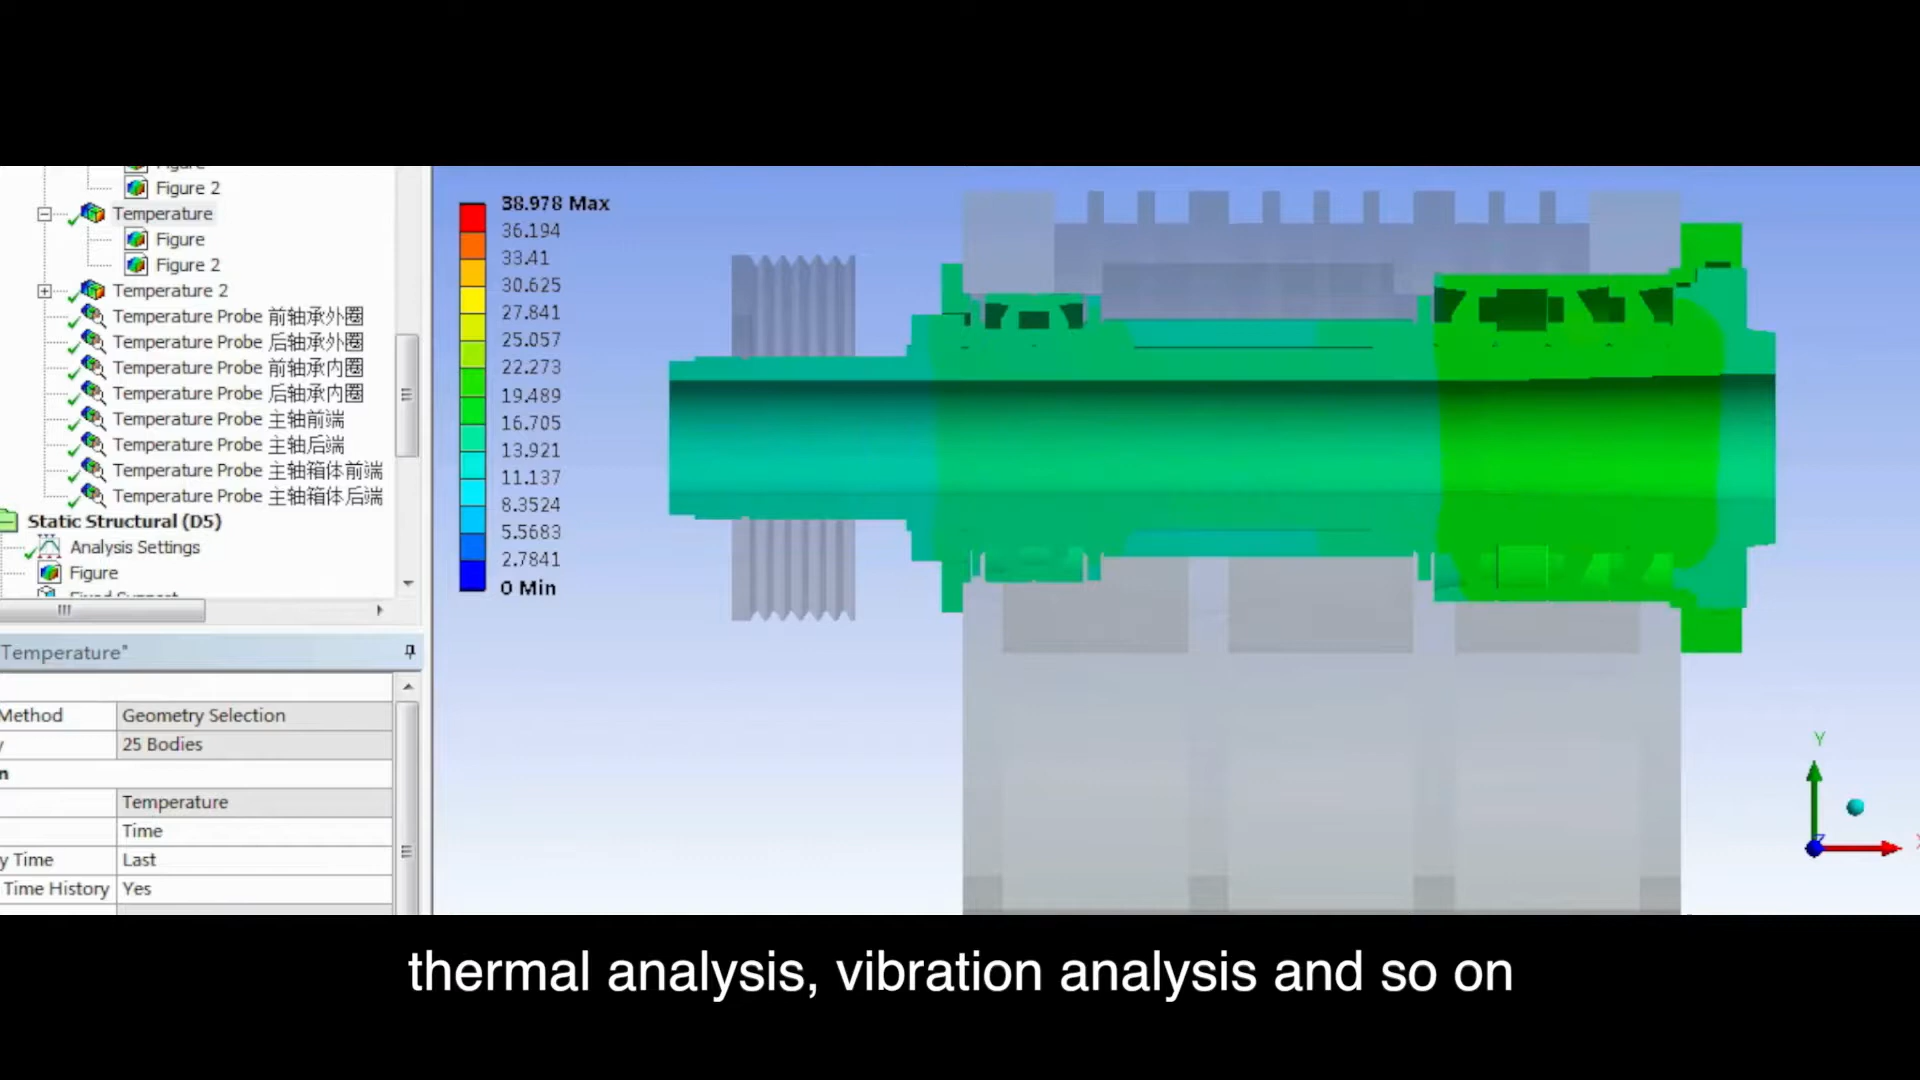 Figure 2
Temperature
Figure
Figure 2
Temperature 2
Temperature Probe 前轴承外圈
Temperature Probe 后轴承外圈
Temperature Probe 前轴承内圈
Temperature Probe 后轴承内圈
Temperature Probe 主轴前端
Temperature Probe 主轴后端
Temperature Probe 主轴箱体前端
Temperature Probe 主轴箱体后端
Static Structural (D5)
Analysis Settings
Figure
Temperature"
Method Geometry Selection
y 25 Bodies
n
Temperature
Time
y Time Last
Time History Yes
38.978 Max
36.194
33.41
30.625
27.841
25.057
22.273
19.489
16.705
13.921
11.137
8.3524
5.5683
2.7841
0 Min
Y
Z
thermal analysis, vibration analysis and so on